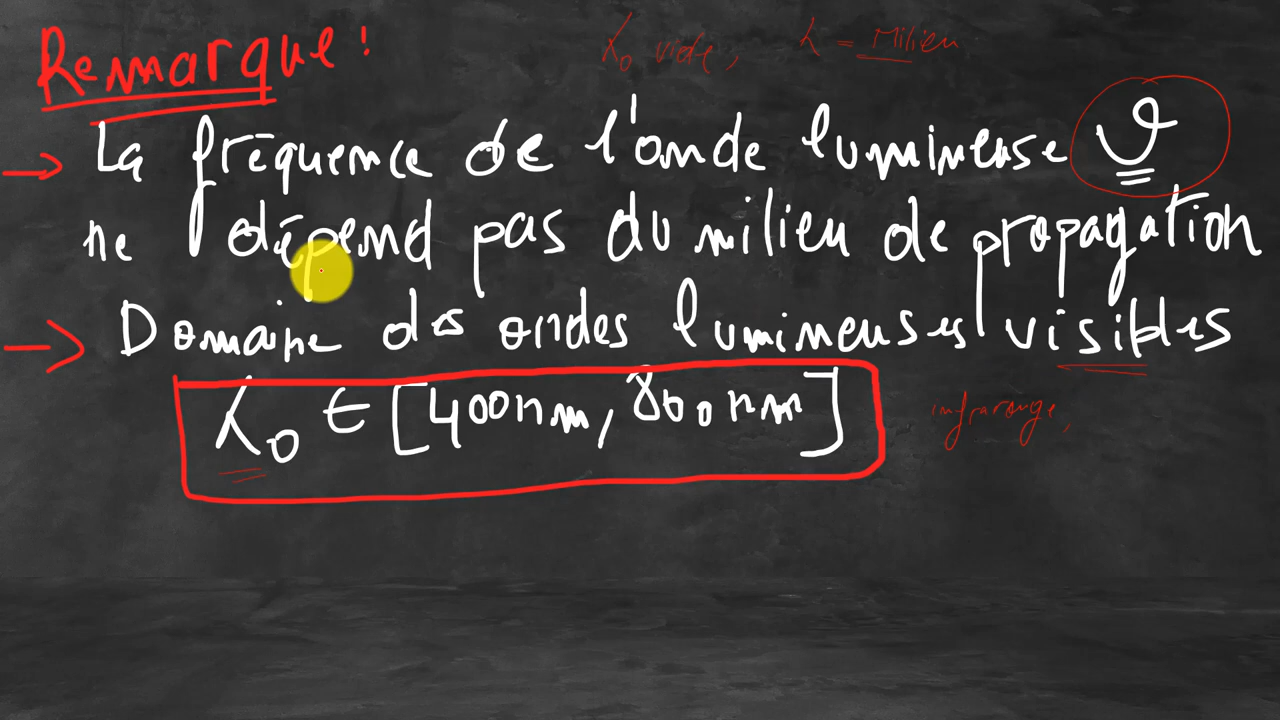 Remarque !
λ₀ vide, λ = Milieu
→ La fréquence de l'onde lumineuse ν
ne dépend pas du milieu de propagation
→ Domaine des ondes lumineuses visibles
λ₀ ∈ [400nm, 800nm]
infrarouge,